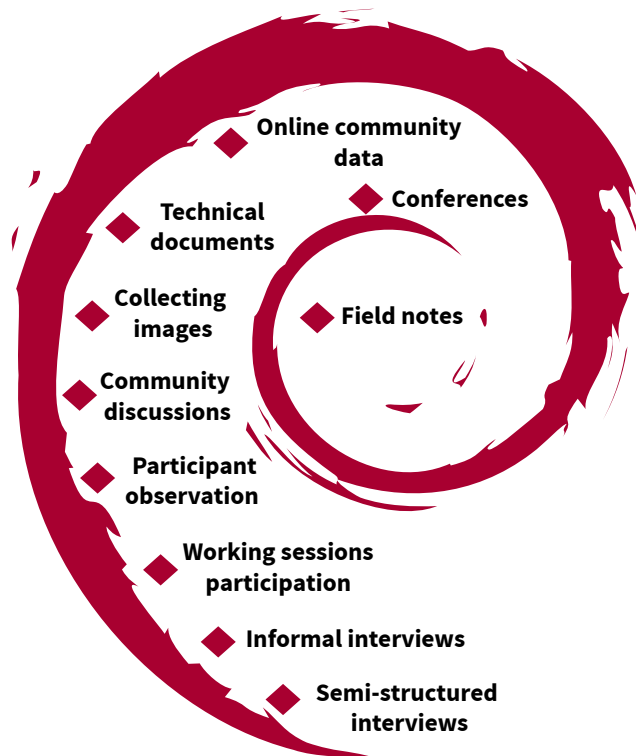 Online community
data
Conferences
Technical
documents
Collecting
images
Field notes
Community
discussions
Participant
observation
Working sessions
participation
Informal interviews
Semi-structured
interviews